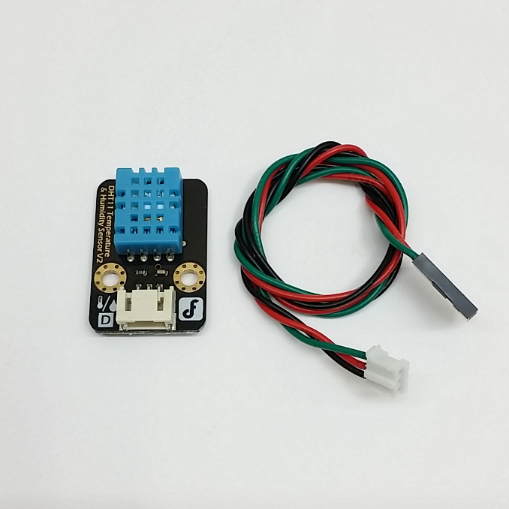 DHT11 Temperature
& Humidity Sensor V2
D